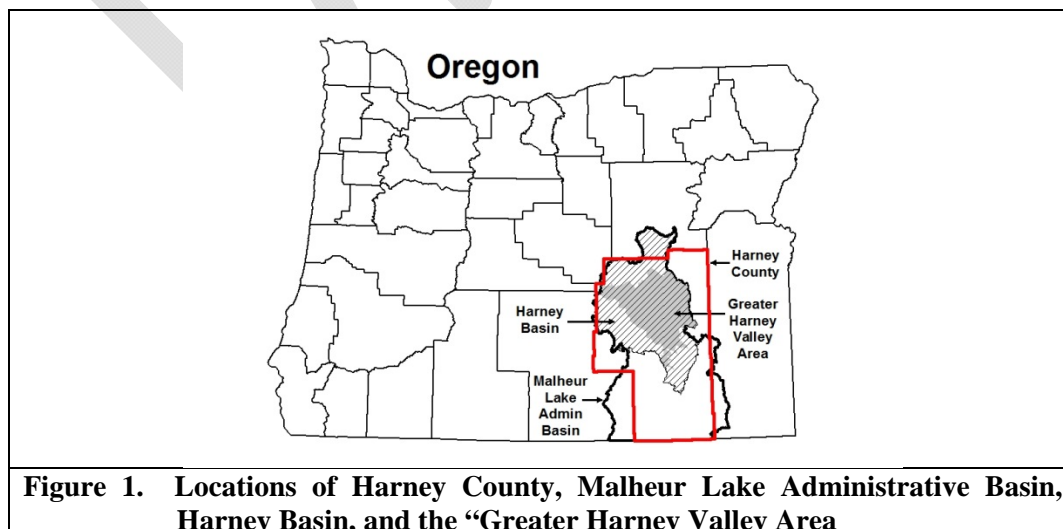 Oregon
Harney
County
Harney
Basin
Greater
Harney
Valley
Area
Malheur
Lake
Admin
Basin
Figure 1. Locations of Harney County, Malheur Lake Administrative Basin,
Harney Basin, and the “Greater Harney Valley Area